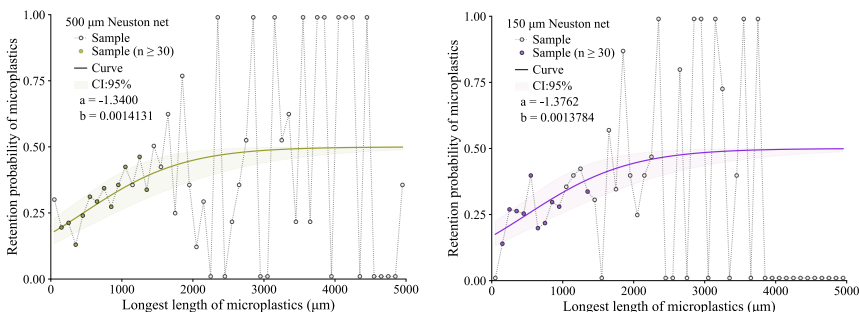 500 μm Neuston net
Sample
Sample (n ≥ 30)
Curve
CI:95%
a = -1.3400
b = 0.0014131
Retention probability of microplastics
1.00
0.75
0.50
0.25
0.00
0
1000
2000
3000
4000
5000
Longest length of microplastics (μm)
150 μm Neuston net
Sample
Sample (n ≥ 30)
Curve
CI:95%
a = -1.3762
b = 0.0013784
Retention probability of microplastics
1.00
0.75
0.50
0.25
0.00
0
1000
2000
3000
4000
5000
Longest length of microplastics (μm)